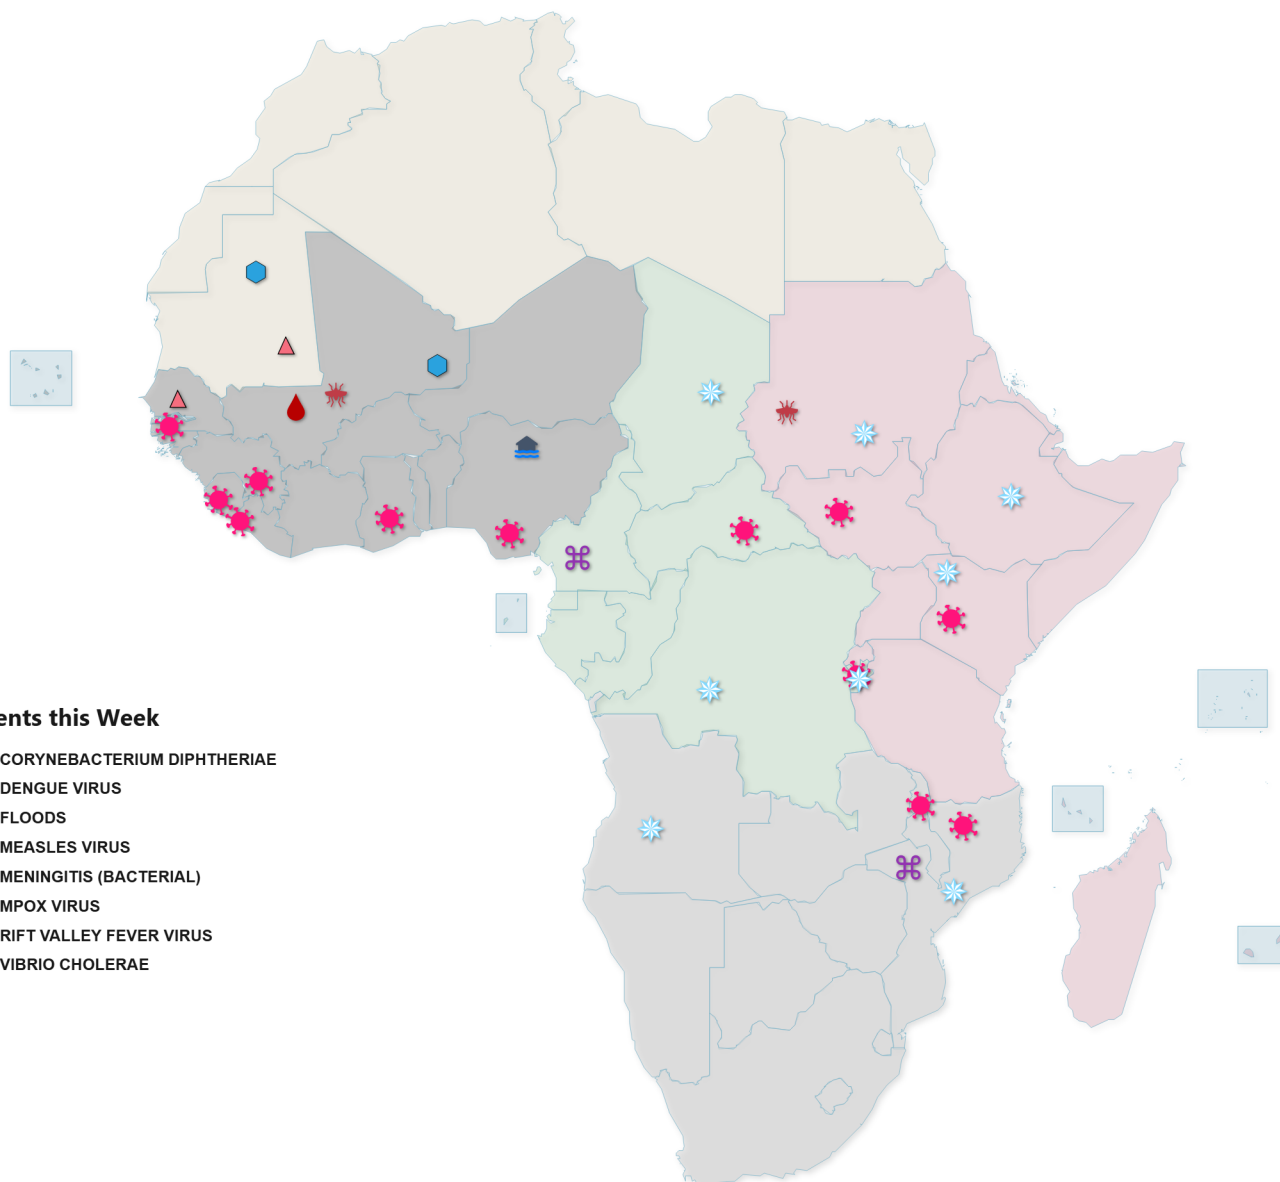 ents this Week
CORYNEBACTERIUM DIPHTHERIAE
DENGUE VIRUS
FLOODS
MEASLES VIRUS
MENINGITIS (BACTERIAL)
MPOX VIRUS
RIFT VALLEY FEVER VIRUS
VIBRIO CHOLERAE